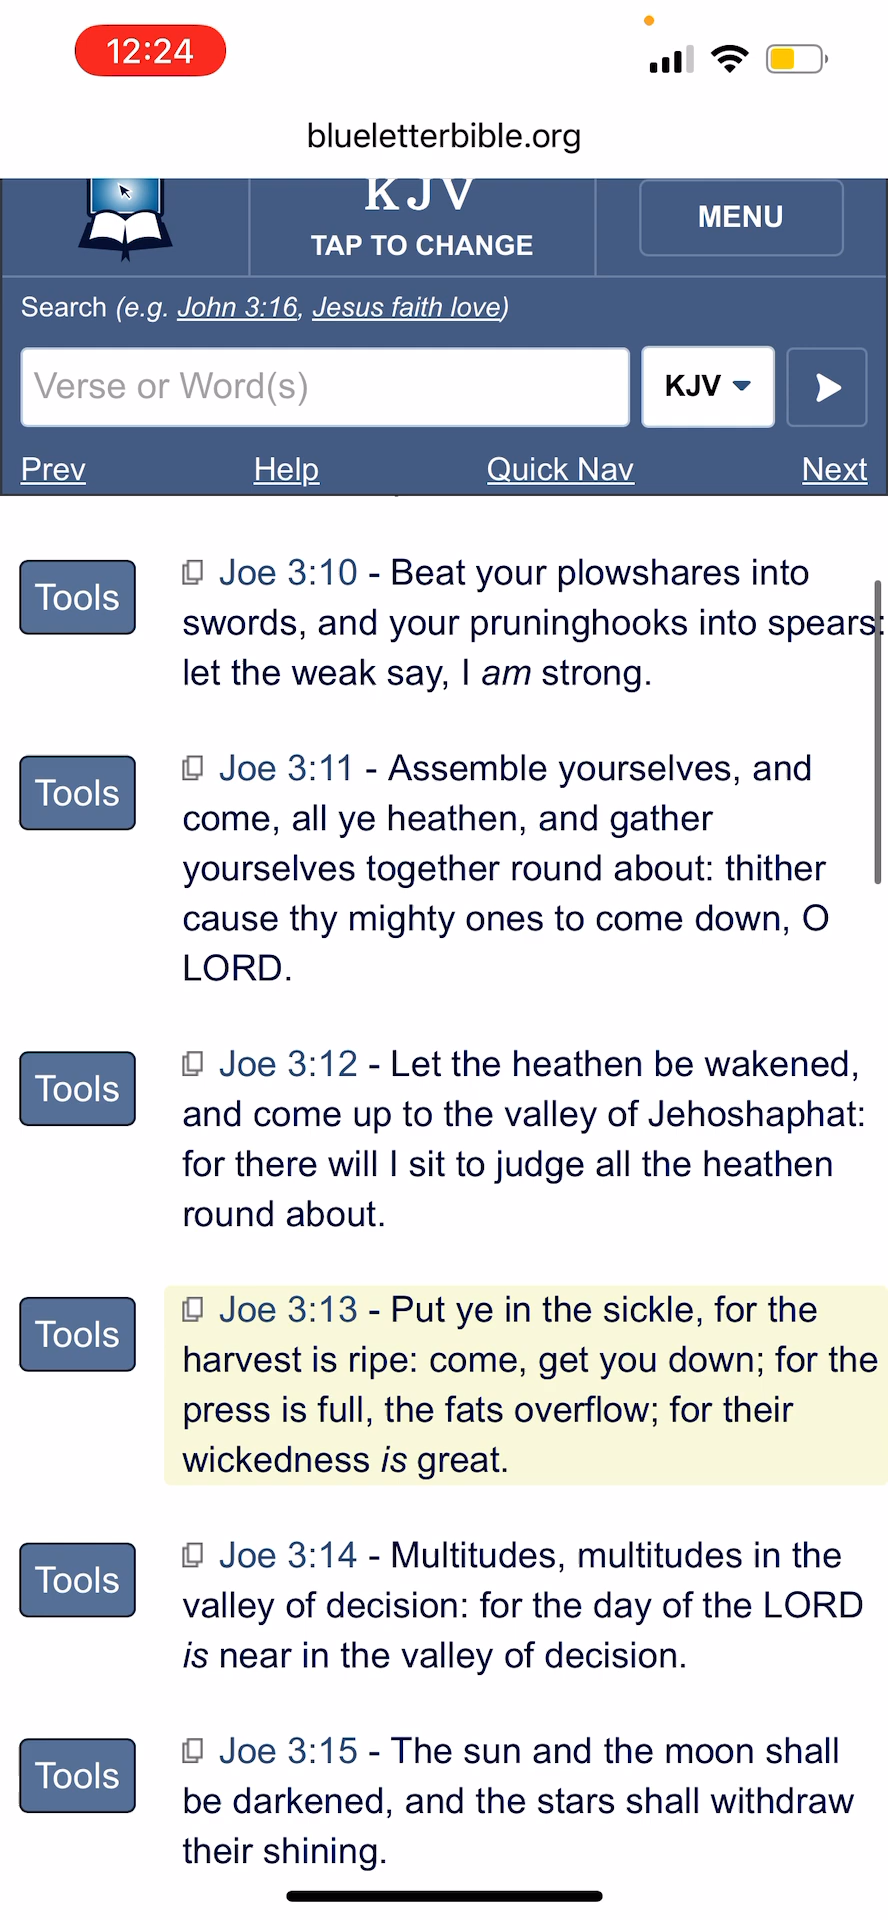 12:24
blueletterbible.org
KJV
TAP TO CHANGE
MENU
Search (e.g. John 3:16, Jesus faith love)
Verse or Word(s)
KJV
Prev
Help
Quick Nav
Next
Tools
Joe 3:10 - Beat your plowshares into
swords, and your pruninghooks into spears:
let the weak say, I am strong.
Tools
Joe 3:11 - Assemble yourselves, and
come, all ye heathen, and gather
yourselves together round about: thither
cause thy mighty ones to come down, O
LORD.
Tools
Joe 3:12 - Let the heathen be wakened,
and come up to the valley of Jehoshaphat:
for there will I sit to judge all the heathen
round about.
Tools
Joe 3:13 - Put ye in the sickle, for the
harvest is ripe: come, get you down; for the
press is full, the fats overflow; for their
wickedness is great.
Tools
Joe 3:14 - Multitudes, multitudes in the
valley of decision: for the day of the LORD
is near in the valley of decision.
Tools
Joe 3:15 - The sun and the moon shall
be darkened, and the stars shall withdraw
their shining.